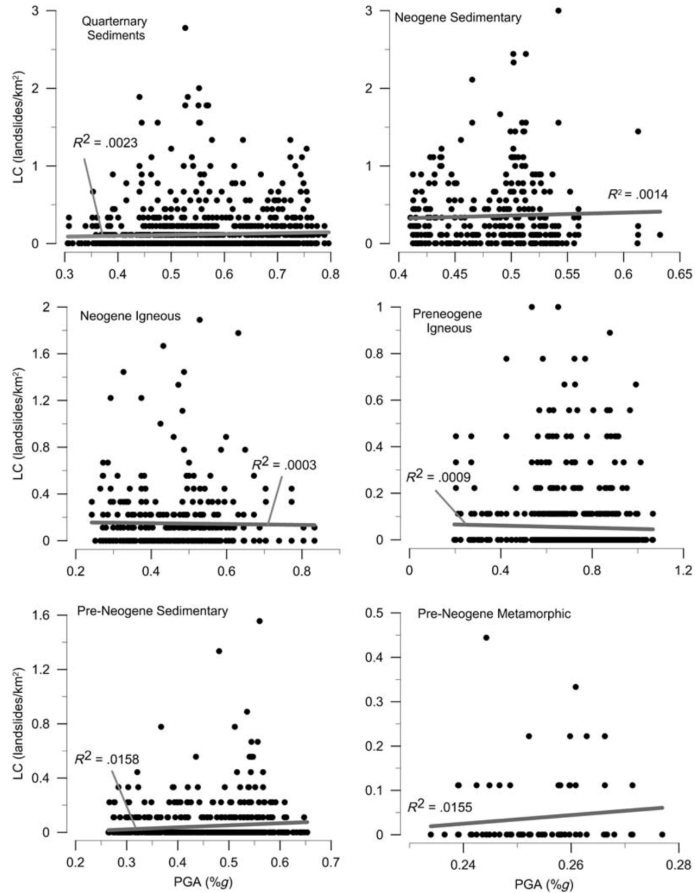 Quaternary
Sediments
R² = .0023
LC (landslides/km²)
3
2
1
0
0.3 0.4 0.5 0.6 0.7 0.8
Neogene Sedimentary
R² = .0014
3
2
1
0
0.4 0.45 0.5 0.55 0.6 0.65
Neogene Igneous
R² = .0003
LC (landslides/km²)
2
1.6
1.2
0.8
0.4
0
0.2 0.4 0.6 0.8
Preneogene
Igneous
R² = .0009
1
0.8
0.6
0.4
0.2
0
0 0.4 0.8 1.2
Pre-Neogene Sedimentary
R² = .0158
LC (landslides/km²)
1.6
1.2
0.8
0.4
0
0.2 0.3 0.4 0.5 0.6 0.7
PGA (%g)
Pre-Neogene Metamorphic
R² = .0155
0.5
0.4
0.3
0.2
0.1
0
0.24 0.26 0.28
PGA (%g)